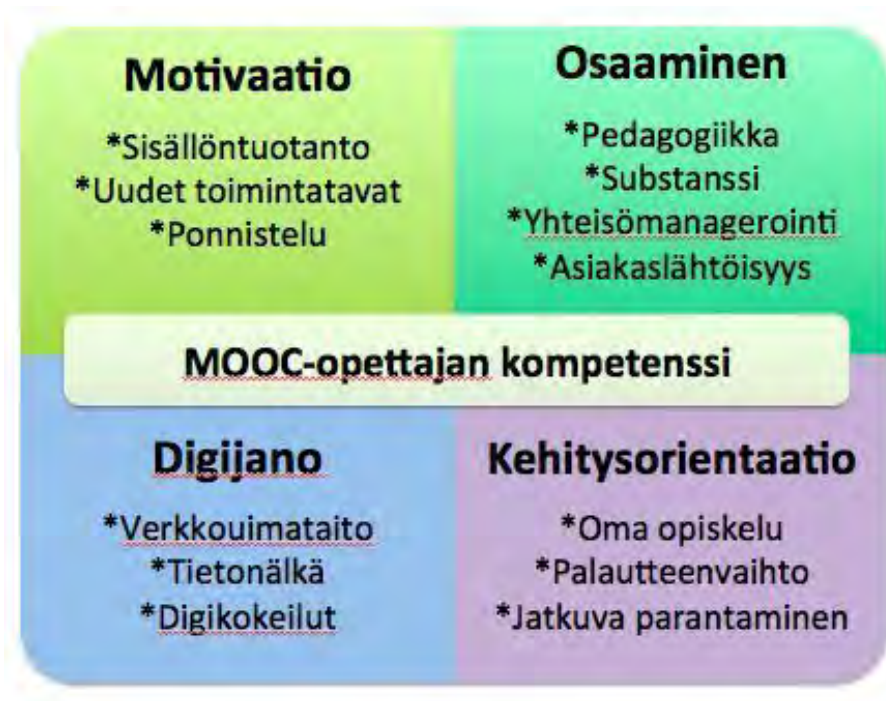 Motivaatio
*Sisällöntuotanto
*Uudet toimintatavat
*Ponnistelu
Osaaminen
*Pedagogiikka
*Substanssi
*Yhteisömanagerointi
*Asiakaslähtöisyys
MOOC-opettajan kompetenssi
Digijano
*Verkkouimataito
*Tietonälkä
*Digikokeilut
Kehitysorientaatio
*Oma opiskelu
*Palautteenvaihto
*Jatkuva parantaminen